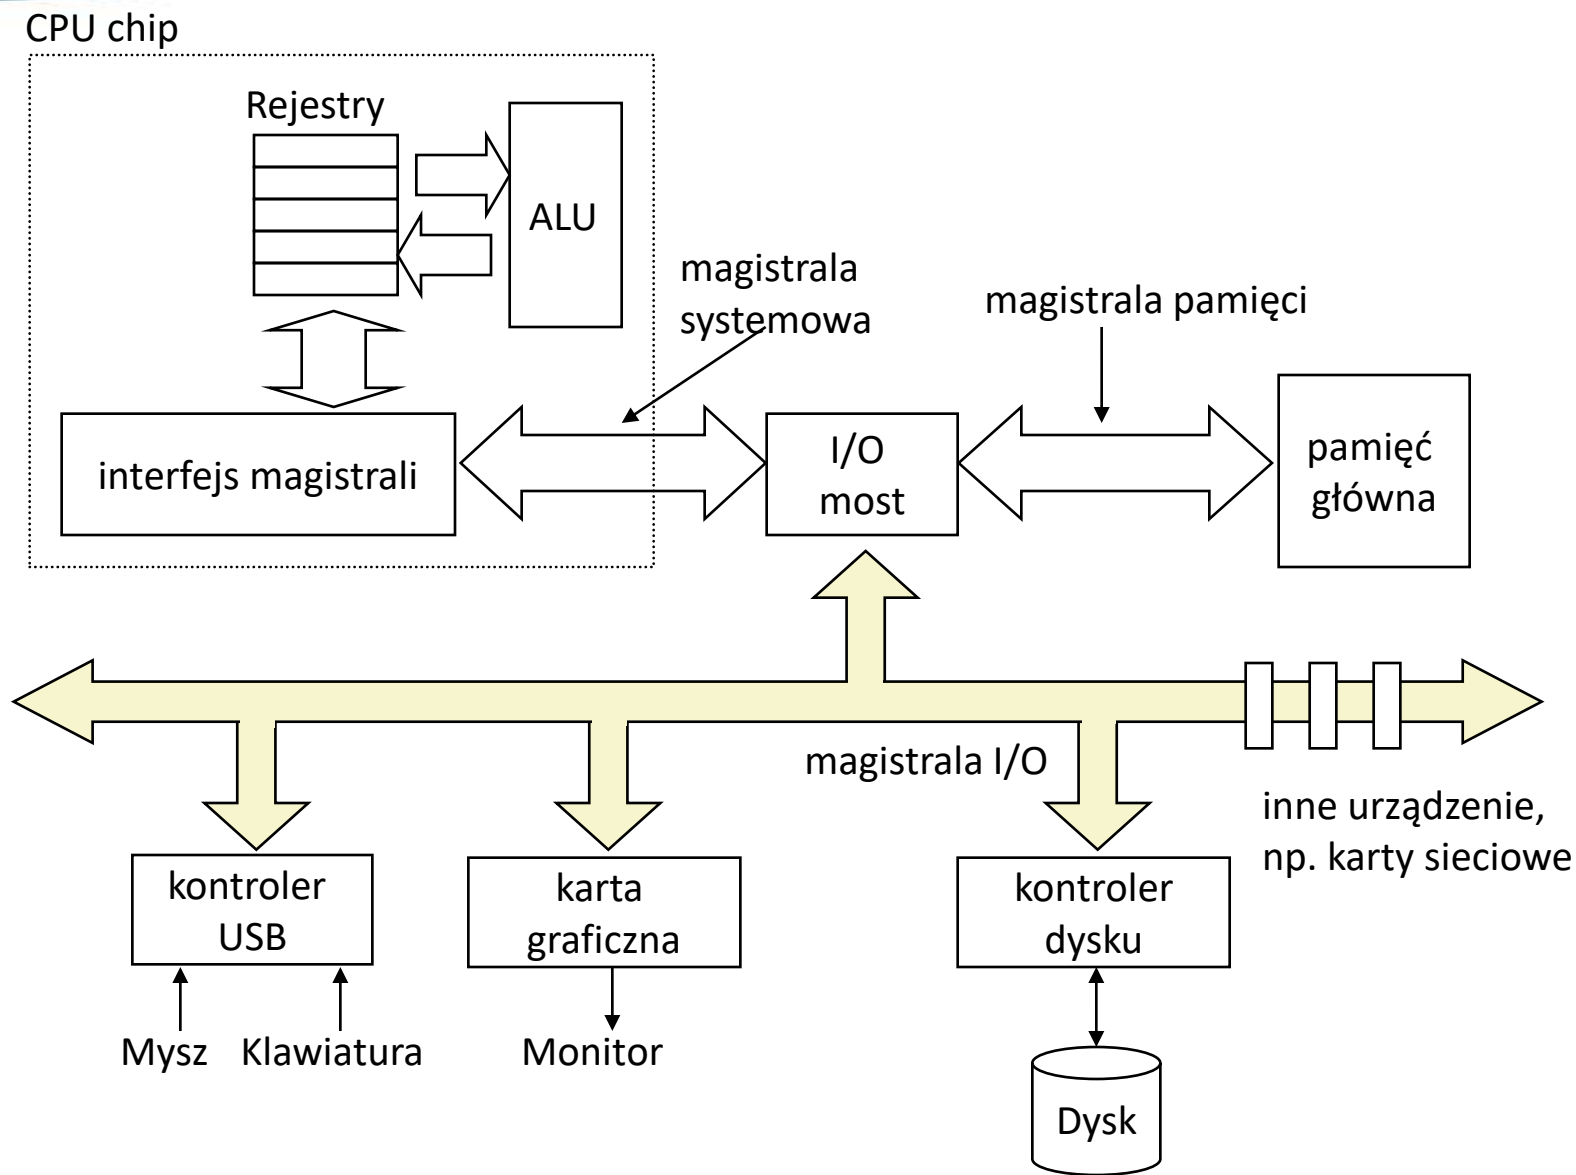 CPU chip
Rejestry
ALU
magistrala
systemowa
magistrala pamięci
interfejs magistrali
I/O
most
pamięć
główna
magistrala I/O
inne urządzenie,
np. karty sieciowe
kontroler
USB
karta
graficzna
kontroler
dysku
Mysz
Klawiatura
Monitor
Dysk